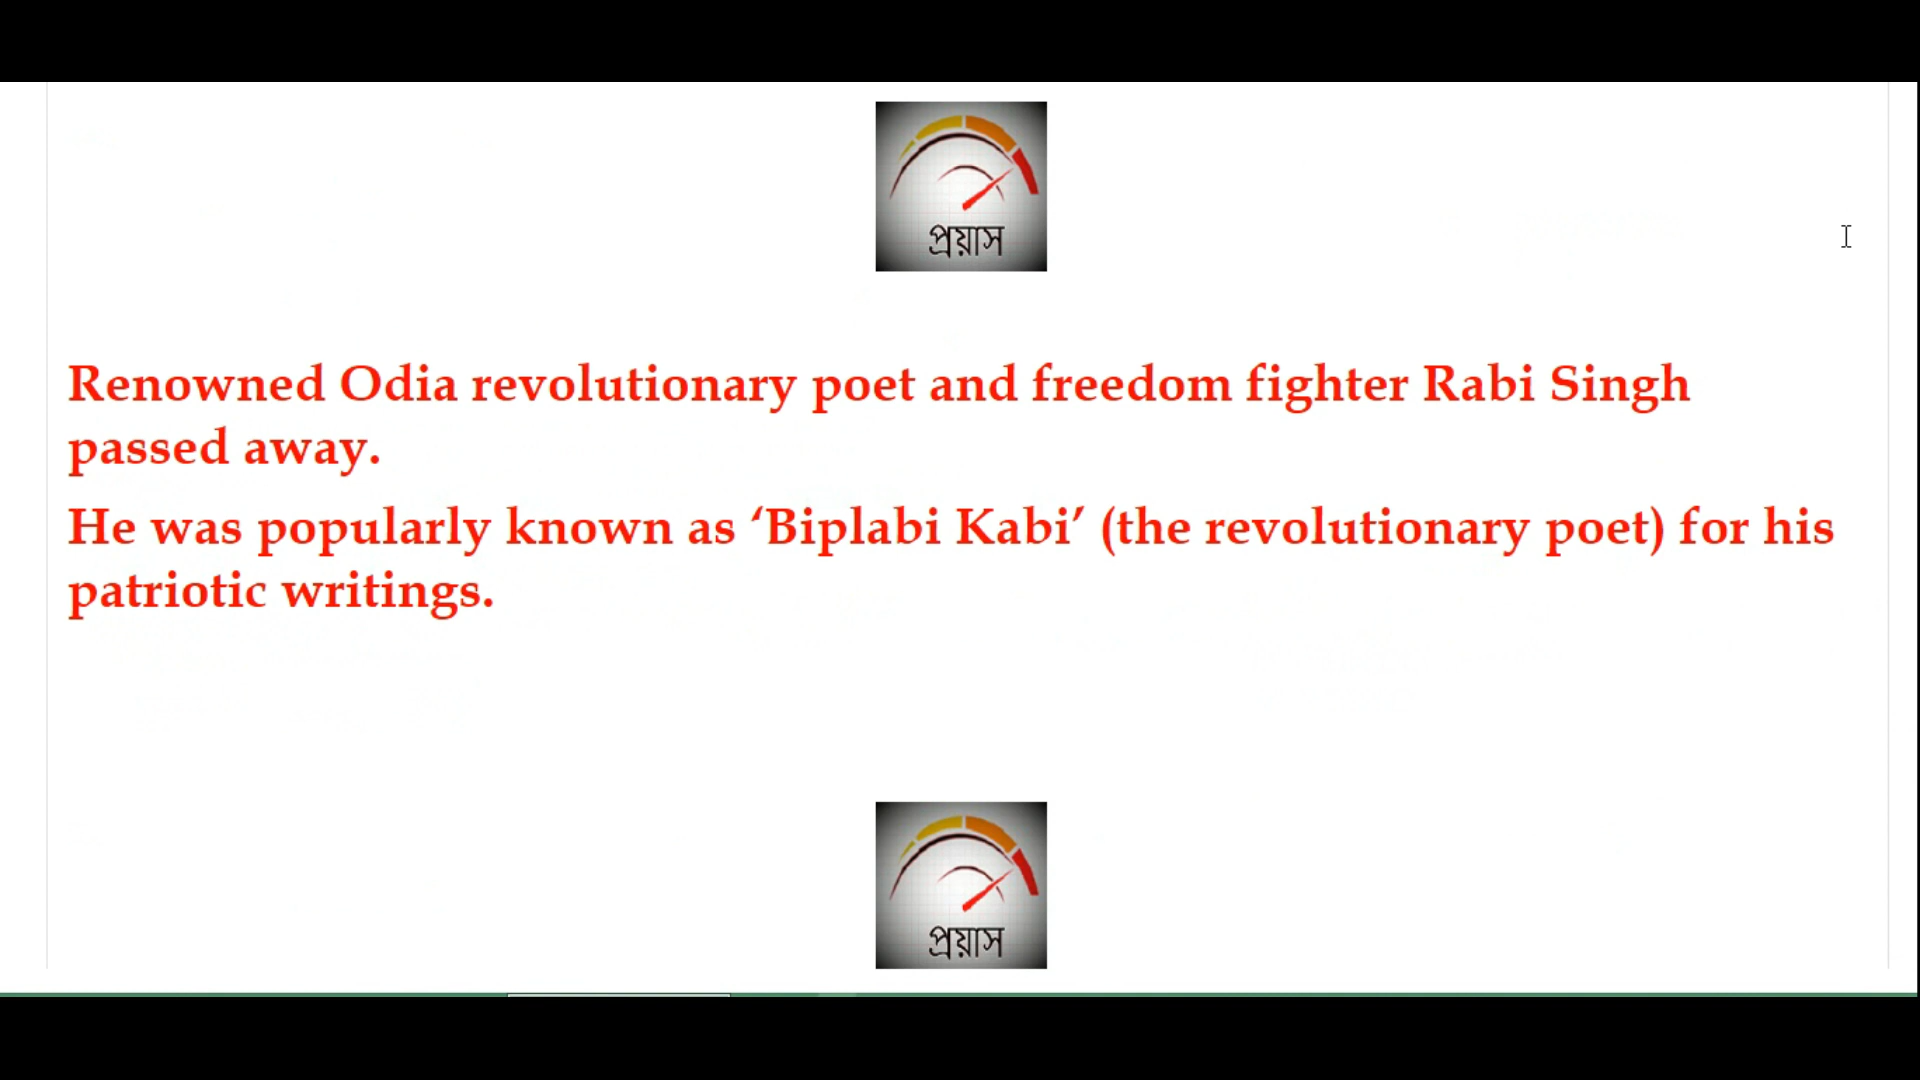 প্রয়াস
Renowned Odia revolutionary poet and freedom fighter Rabi Singh
passed away.
He was popularly known as ‘Biplabi Kabi’ (the revolutionary poet) for his
patriotic writings.
প্রয়াস